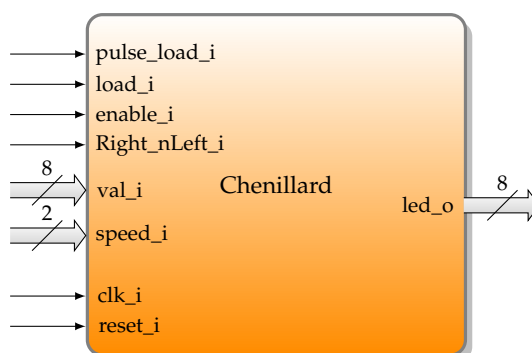 pulse_load_i
load_i
enable_i
Right_nLeft_i
8
val_i
Chenillard
8
led_o
2
speed_i
clk_i
reset_i